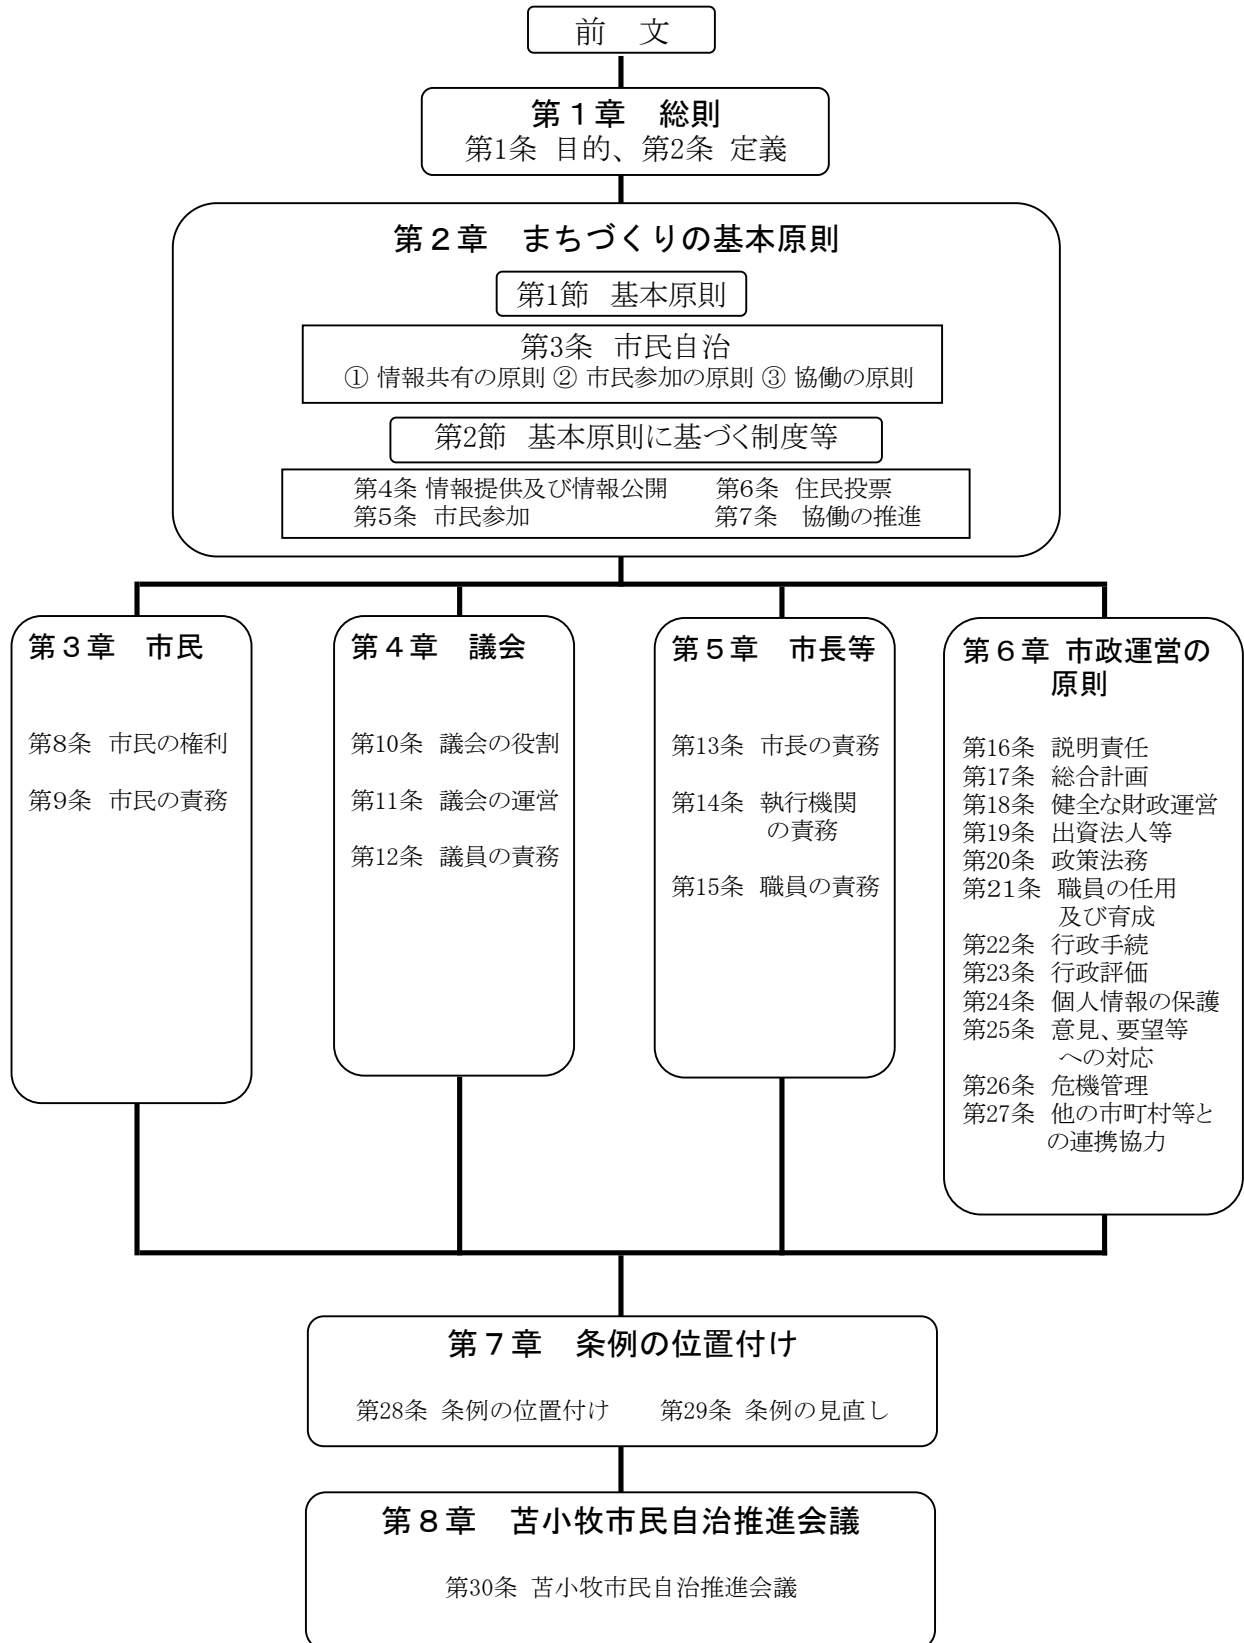 前　文
第１章　総則
第1条 目的、第2条 定義
第２章　まちづくりの基本原則
第1節 基本原則
第3条 市民自治
① 情報共有の原則 ② 市民参加の原則 ③ 協働の原則
第2節 基本原則に基づく制度等
第4条 情報提供及び情報公開　第6条 住民投票
第5条 市民参加　第7条 協働の推進
第３章　市民
第8条 市民の権利
第9条 市民の責務
第４章　議会
第10条 議会の役割
第11条 議会の運営
第12条 議員の責務
第５章　市長等
第13条 市長の責務
第14条 執行機関
の責務
第15条 職員の責務
第６章 市政運営の
原則
第16条 説明責任
第17条 総合計画
第18条 健全な財政運営
第19条 出資法人等
第20条 政策法務
第21条 職員の任用
及び育成
第22条 行政手続
第23条 行政評価
第24条 個人情報の保護
第25条 意見、要望等
への対応
第26条 危機管理
第27条 他の市町村等と
の連携協力
第７章　条例の位置付け
第28条 条例の位置付け　第29条 条例の見直し
第８章　苫小牧市民自治推進会議
第30条 苫小牧市民自治推進会議